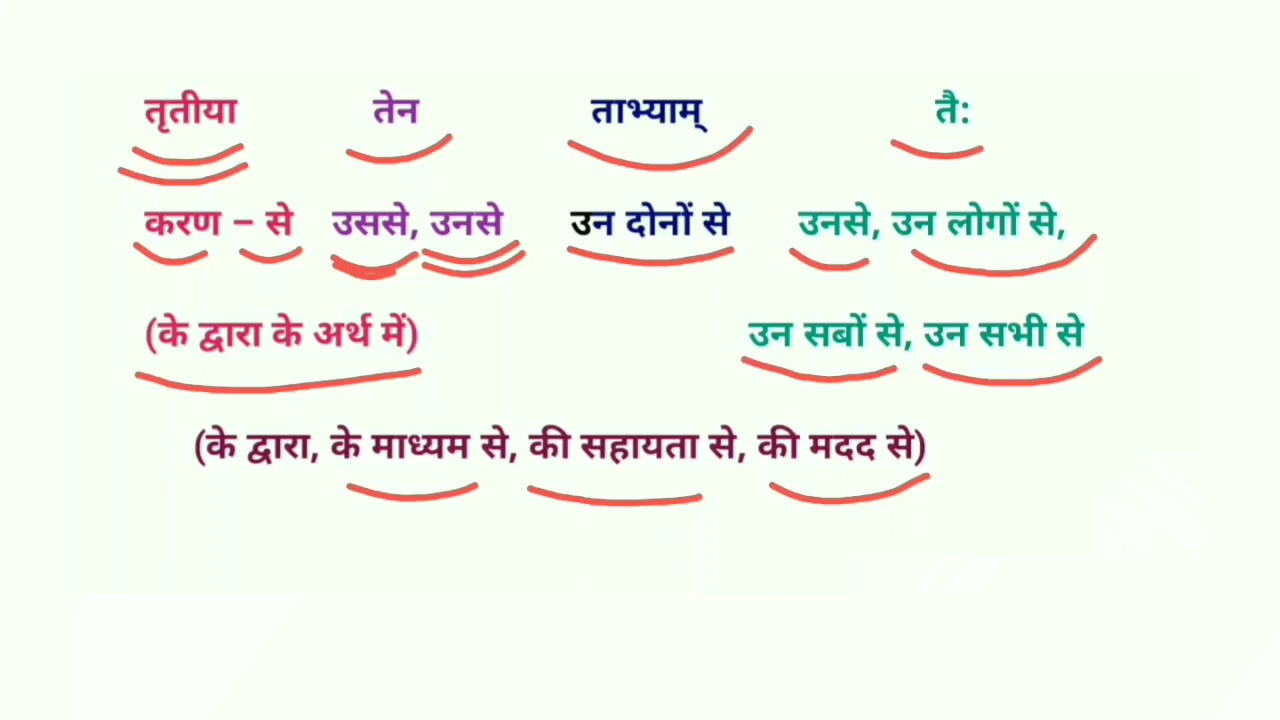 तृतीया तेन ताभ्याम् तै:
करण – से उससे, उनसे उन दोनों से उनसे, उन लोगों से,
(के द्वारा के अर्थ में) उन सबों से, उन सभी से
(के द्वारा, के माध्यम से, की सहायता से, की मदद से)